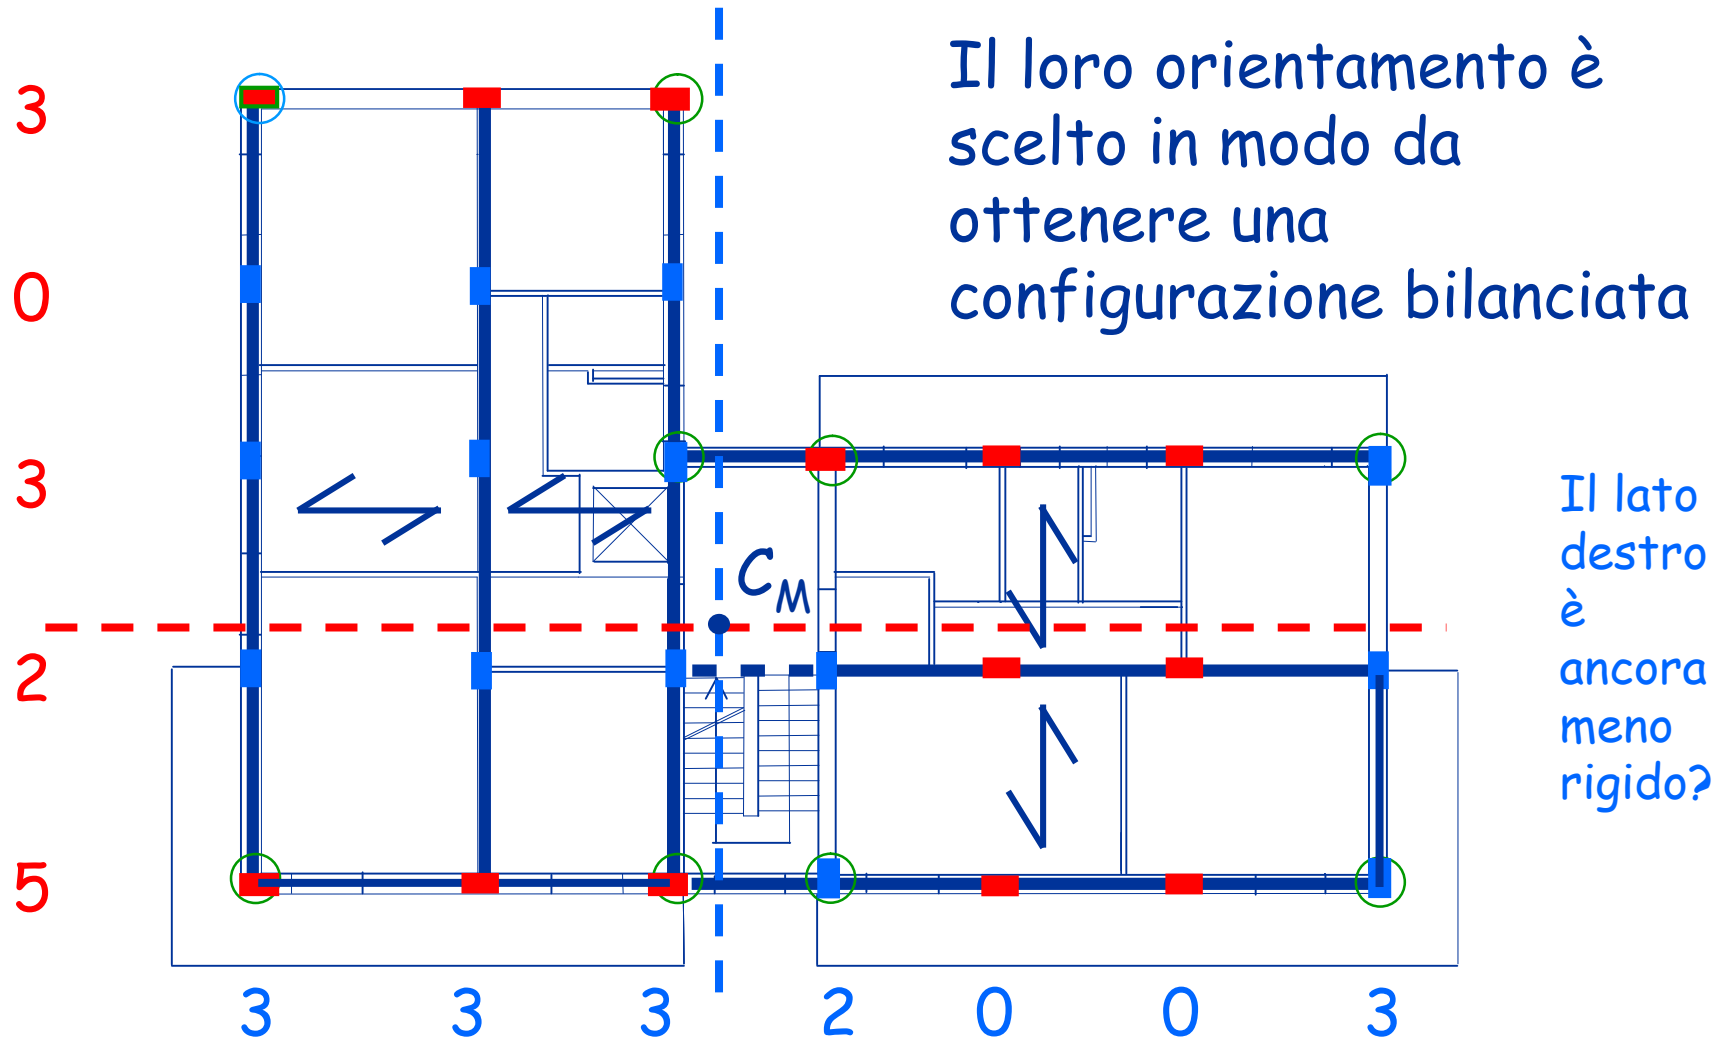 Il loro orientamento è
scelto in modo da
ottenere una
configurazione bilanciata
3
0
3
2
5
C_M
Il lato
destro
è
ancora
meno
rigido?
3 3 3 2 0 0 3